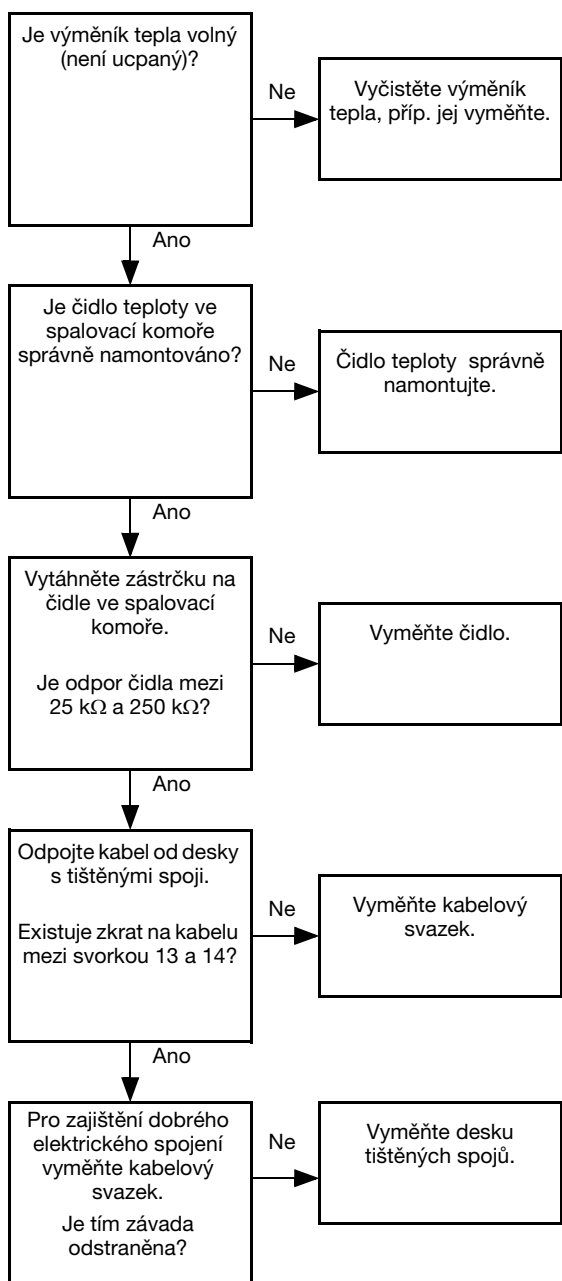 Je výměník tepla volný
(není ucpaný)?
Ne
Vyčistěte výměník
tepla, příp. jej vyměňte.
Ano
Je čidlo teploty ve
spalovací komoře
správně namontováno?
Ne
Čidlo teploty správně
namontujte.
Ano
Vytáhněte zástrčku na
čidle ve spalovací
komoře.
Je odpor čidla mezi
25 kΩ a 250 kΩ?
Ne
Vyměňte čidlo.
Ano
Odpojte kabel od desky
s tištěnými spoji.
Existuje zkrat na kabelu
mezi svorkou 13 a 14?
Ne
Vyměňte kabelový
svazek.
Ano
Pro zajištění dobrého
elektrického spojení
vyměňte kabelový
svazek.
Je tím závada
odstraněna?
Ne
Vyměňte desku
tištěných spojů.